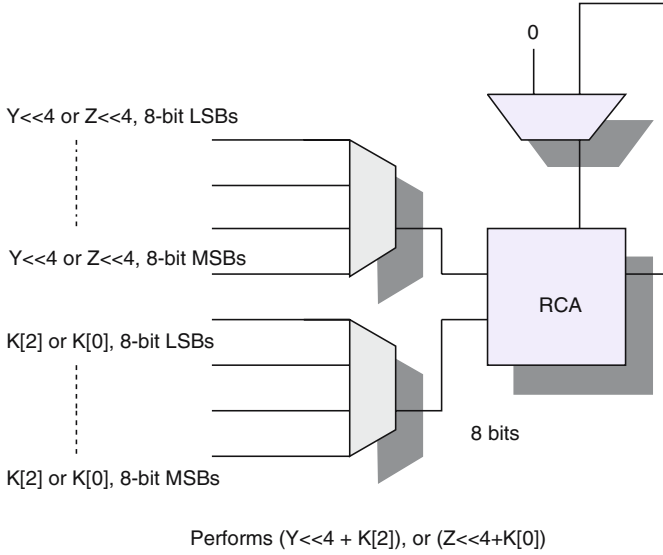 0
Y<<4 or Z<<4, 8-bit LSBs
Y<<4 or Z<<4, 8-bit MSBs
RCA
K[2] or K[0], 8-bit LSBs
8 bits
K[2] or K[0], 8-bit MSBs
Performs (Y<<4 + K[2]), or (Z<<4+K[0])